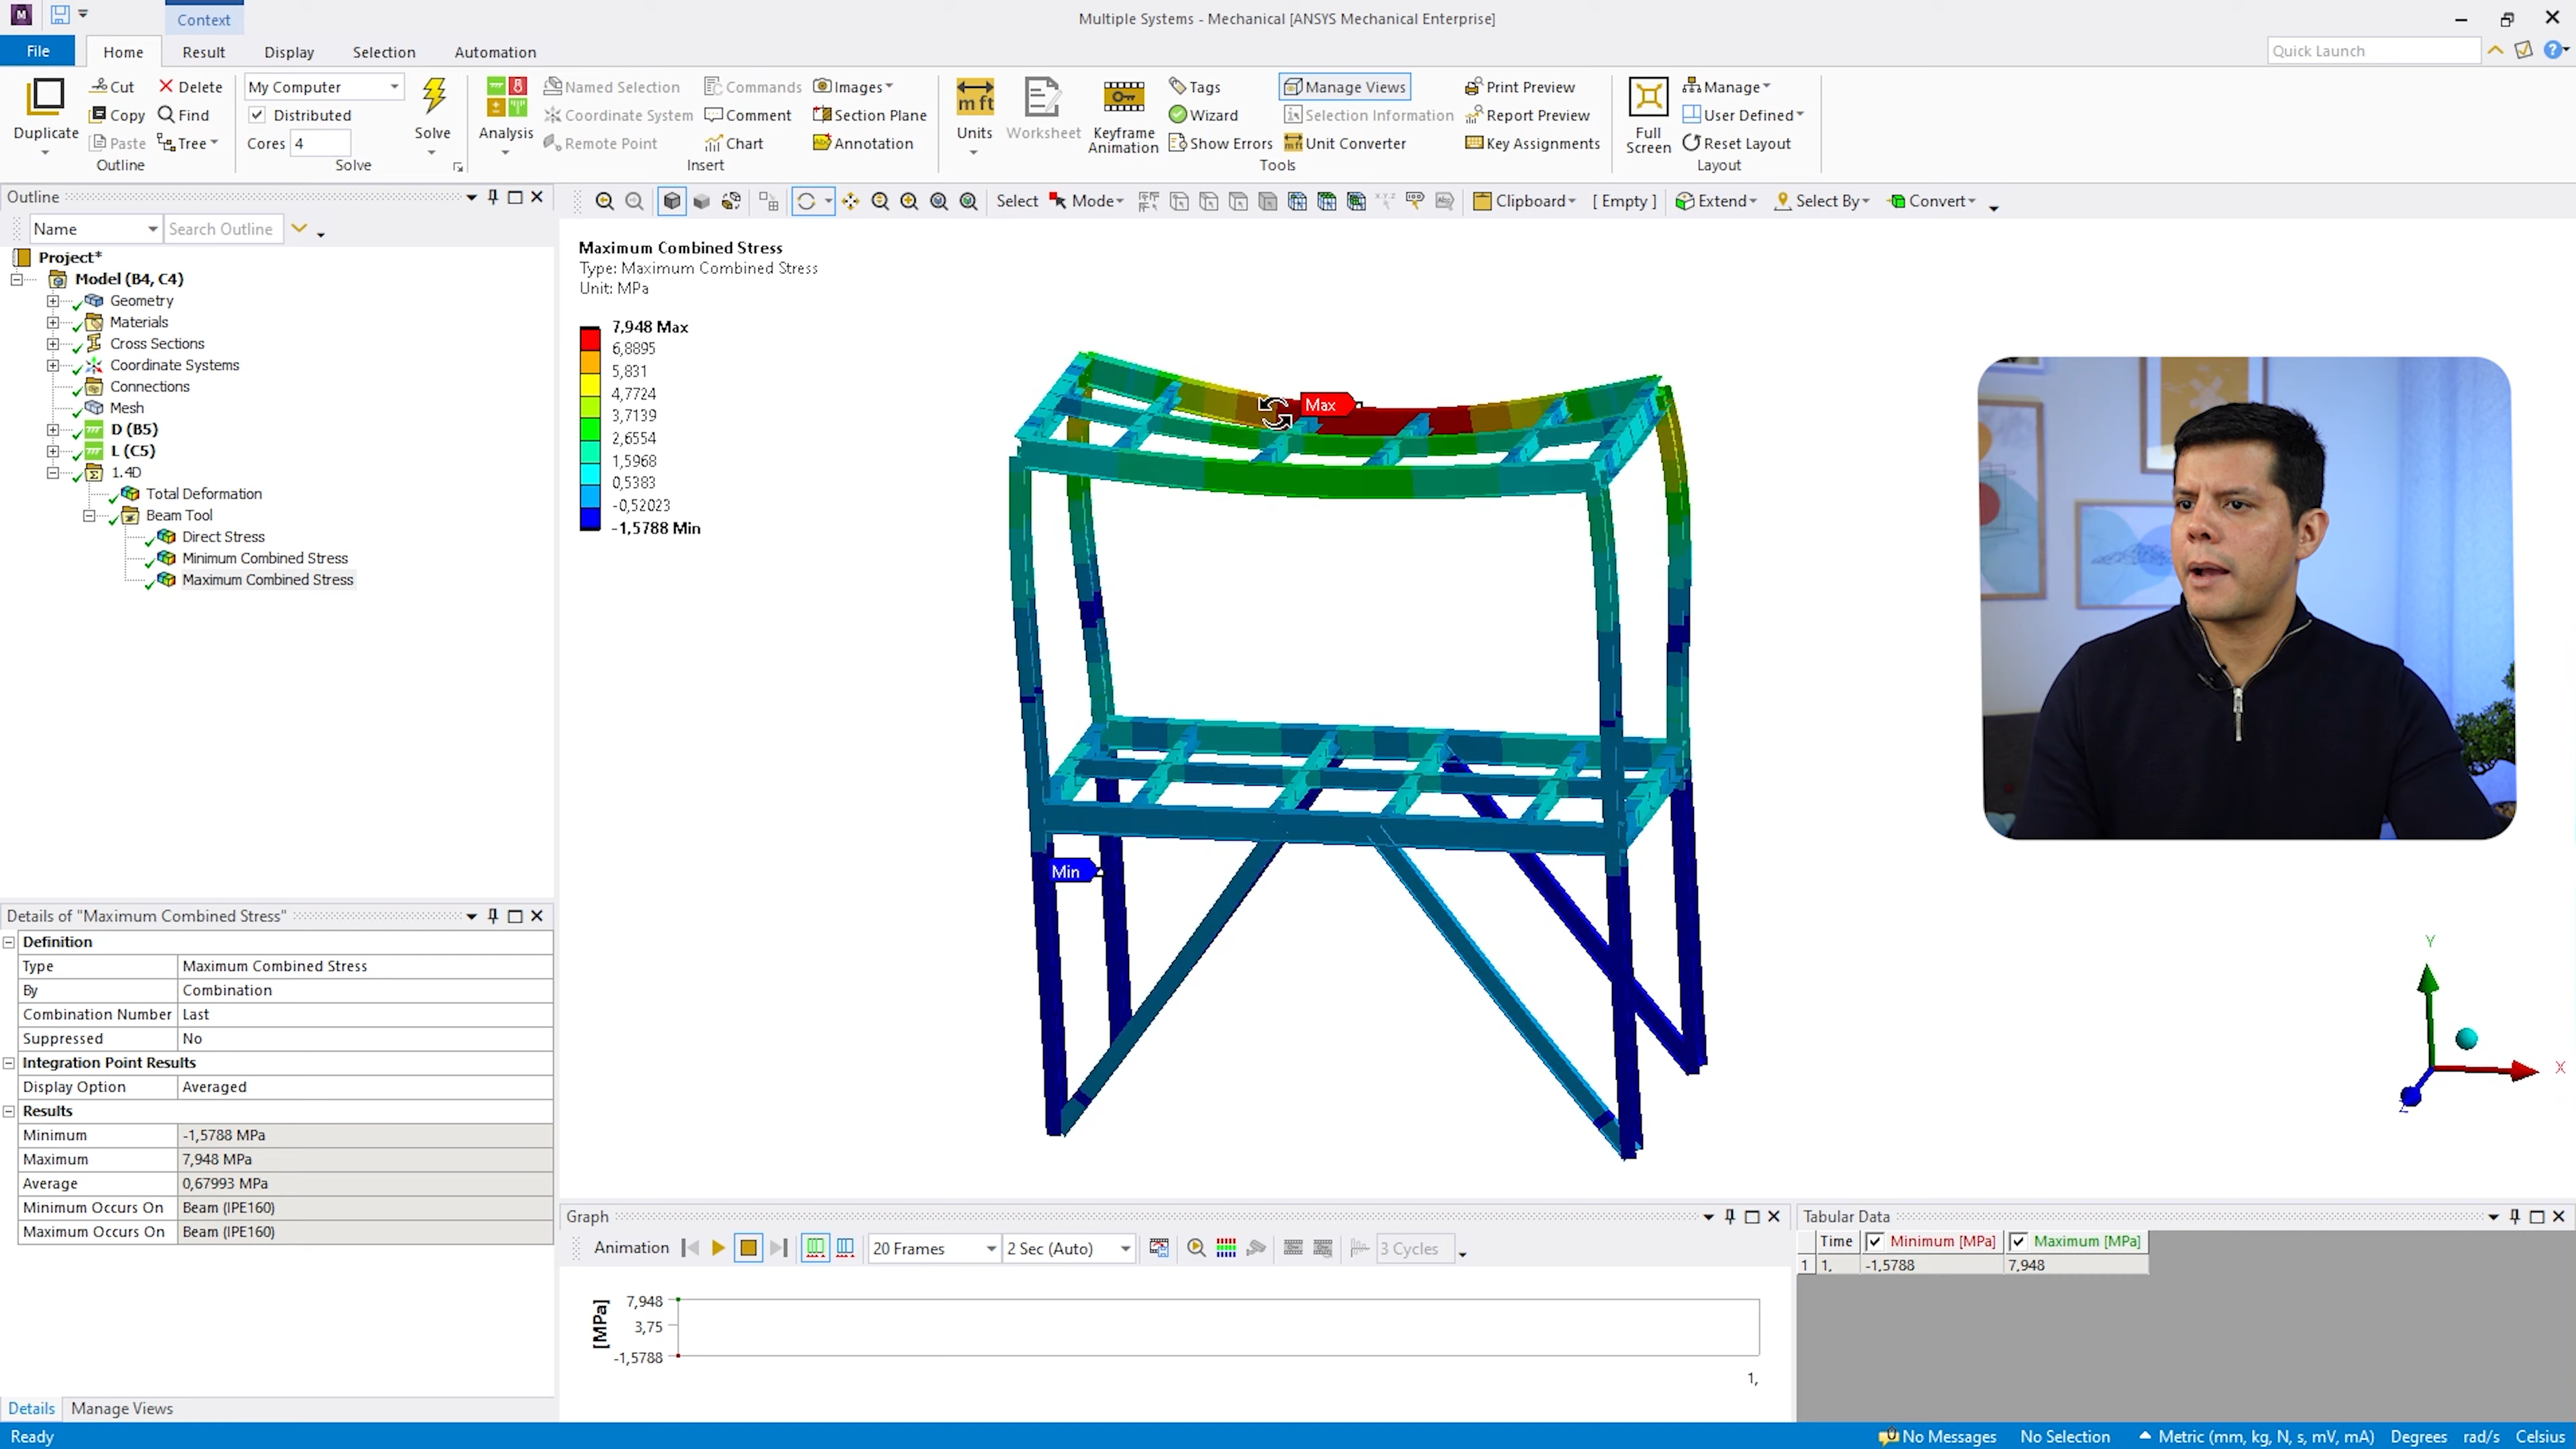 Context
Multiple Systems - Mechanical [ANSYS Mechanical Enterprise]
File Home Result Display Selection Automation
Quick Launch
Duplicate
Cut
Copy
Paste
Delete
Find
Tree
Outline
My Computer
Distributed
Cores 4
Solve
Solve
Analysis
Named Selection
Coordinate System
Remote Point
Commands
Comment
Chart
Images
Section Plane
Annotation
Insert
mft
Units
Worksheet
Keyframe
Animation
Tags
Wizard
Show Errors
Manage Views
Selection Information
Unit Converter
Tools
Print Preview
Report Preview
Key Assignments
Full
Screen
Manage
User Defined
Reset Layout
Layout
Outline
Name Search Outline
Select Mode Clipboard [ Empty ] Extend Select By Convert
Project*
Model (B4, C4)
Geometry
Materials
Cross Sections
Coordinate Systems
Connections
Mesh
D (B5)
L (C5)
1.4D
Total Deformation
Beam Tool
Direct Stress
Minimum Combined Stress
Maximum Combined Stress
Maximum Combined Stress
Type: Maximum Combined Stress
Unit: MPa
7,948 Max
6,8895
5,831
4,7724
3,7139
2,6554
1,5968
0,5383
-0,52023
-1,5788 Min
Max
Min
Y
X
Z
Details of "Maximum Combined Stress"
Definition
Type Maximum Combined Stress
By Combination
Combination Number Last
Suppressed No
Integration Point Results
Display Option Averaged
Results
Minimum -1,5788 MPa
Maximum 7,948 MPa
Average 0,67993 MPa
Minimum Occurs On Beam (IPE160)
Maximum Occurs On Beam (IPE160)
Details Manage Views
Graph
Animation 20 Frames 2 Sec (Auto) 3 Cycles
[MPa]
7,948
3,75
-1,5788
1,
Tabular Data
Time Minimum [MPa] Maximum [MPa]
1 1, -1,5788 7,948
Ready
No Messages No Selection Metric (mm, kg, N, s, mV, mA) Degrees rad/s Celsius